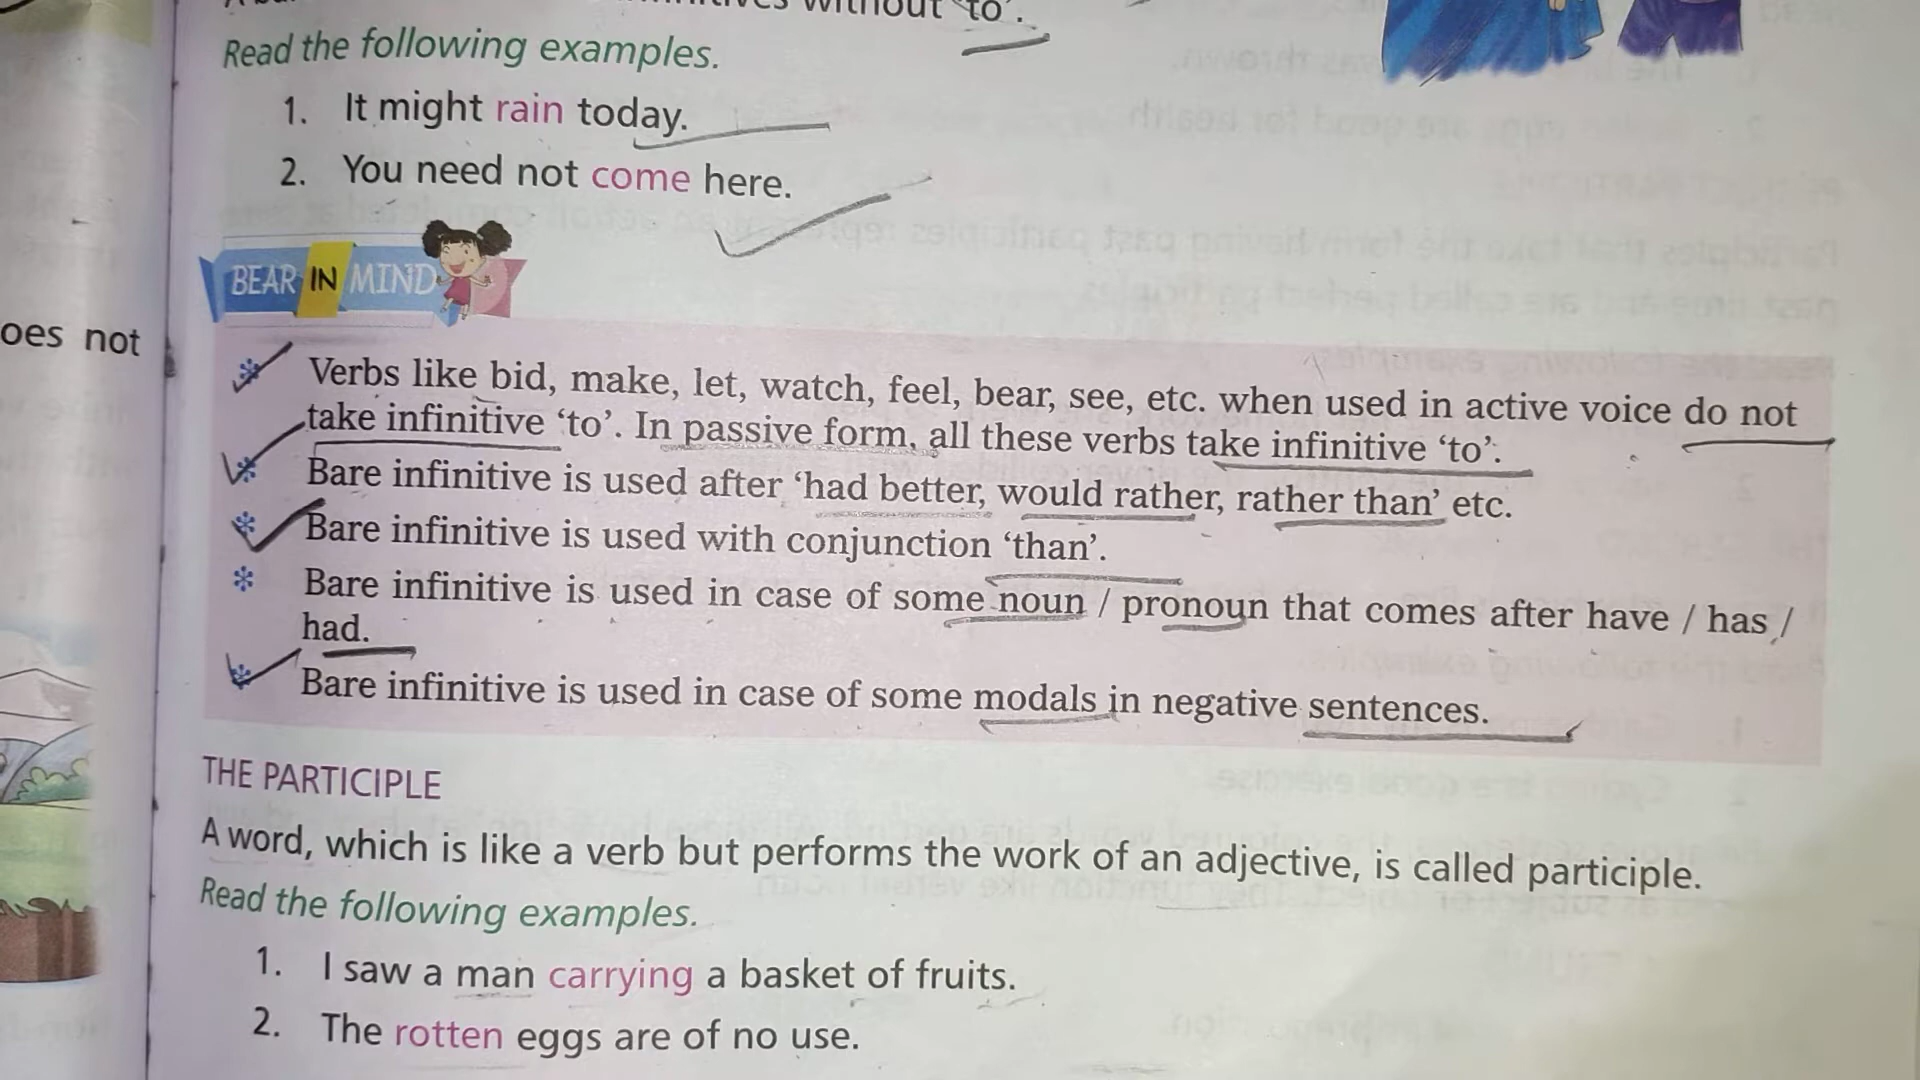 without 'to'.
Read the following examples.
1. It might rain today.
2. You need not come here.
BEAR IN MIND
oes not
* Verbs like bid, make, let, watch, feel, bear, see, etc. when used in active voice do not
take infinitive 'to'. In passive form, all these verbs take infinitive 'to'.
* Bare infinitive is used after 'had better, would rather, rather than' etc.
* Bare infinitive is used with conjunction 'than'.
* Bare infinitive is used in case of some noun / pronoun that comes after have / has /
had.
* Bare infinitive is used in case of some modals in negative sentences.
THE PARTICIPLE
A word, which is like a verb but performs the work of an adjective, is called participle.
Read the following examples.
1. I saw a man carrying a basket of fruits.
2. The rotten eggs are of no use.